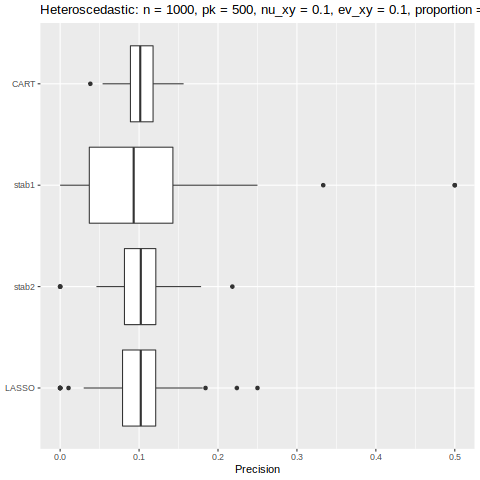 Heteroscedastic: n = 1000, pk = 500, nu_xy = 0.1, ev_xy = 0.1, proportion =
CART
stab1
stab2
LASSO
0.0 0.1 0.2 0.3 0.4 0.5
Precision